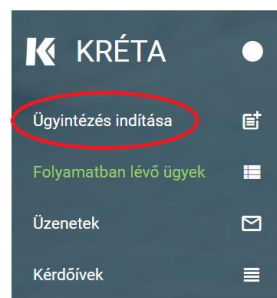 KRÉTA
Ügyintézés indítása
Folyamatban lévő ügyek
Üzenetek
Kérdőívek